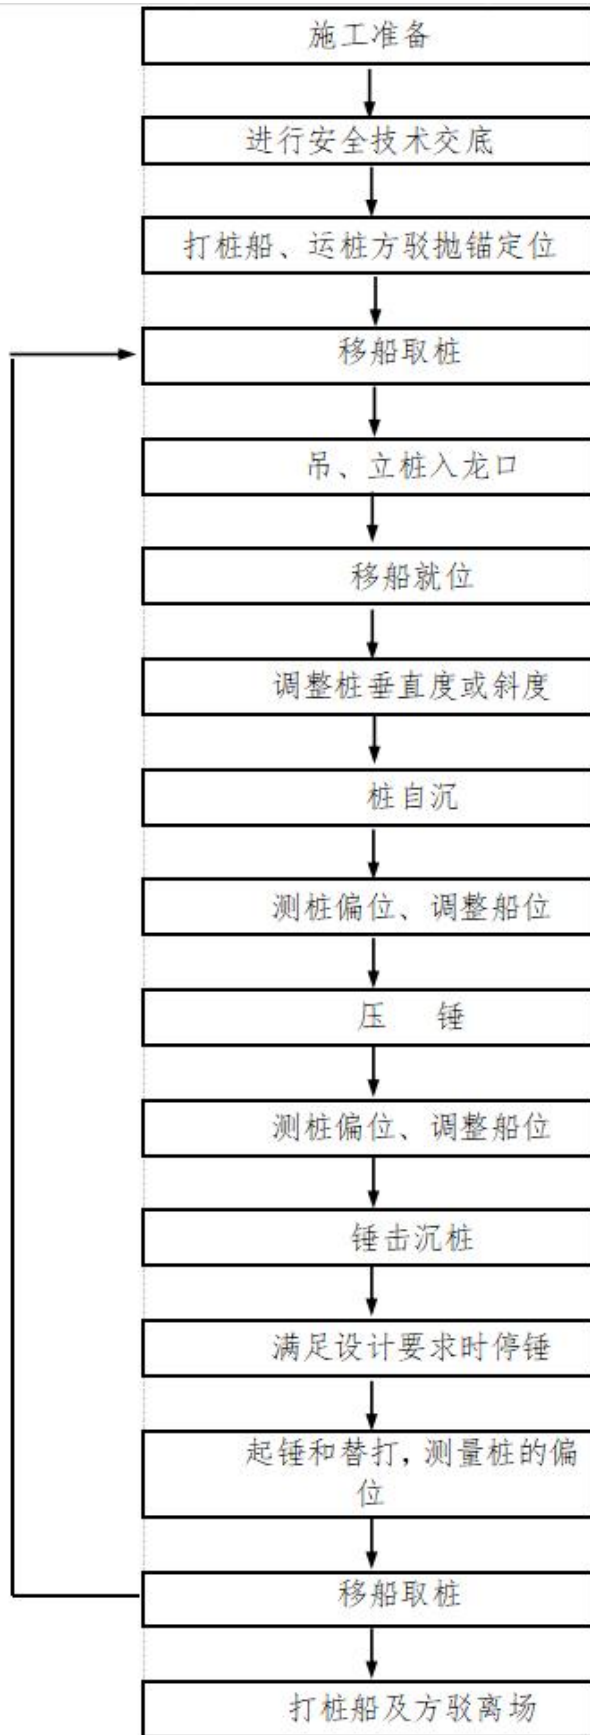 施工准备
进行安全技术交底
打桩船、运桩方驳抛锚定位
移船取桩
吊、立桩入龙口
移船就位
调整桩垂直度或斜度
桩自沉
测桩偏位、调整船位
压 锤
测桩偏位、调整船位
锤击沉桩
满足设计要求时停锤
起锤和替打，测量桩的偏
位
移船取桩
打桩船及方驳离场